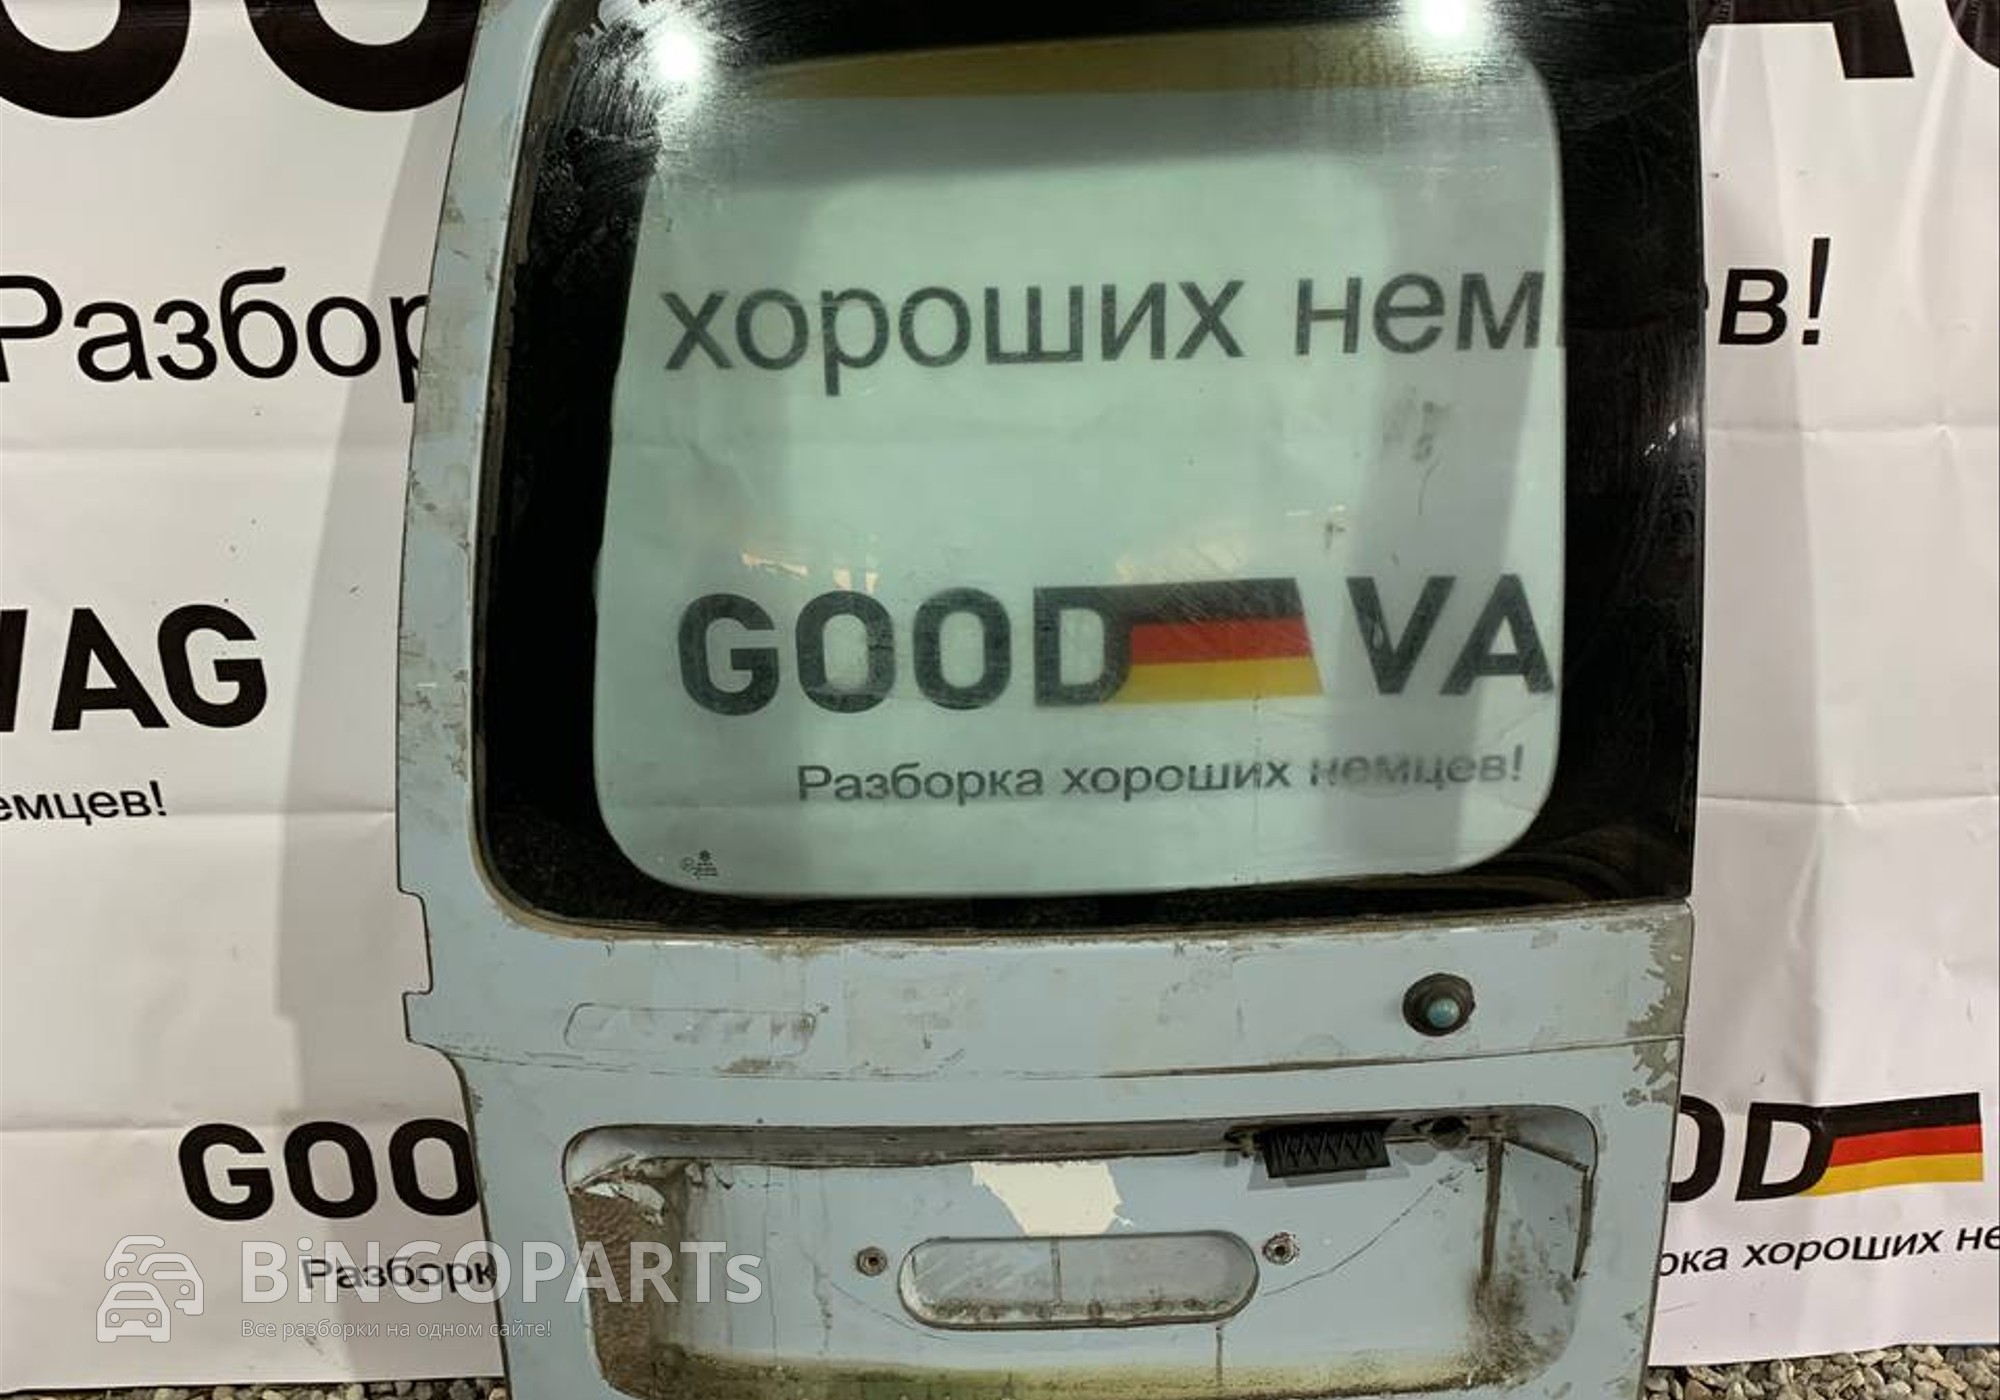 Разбор
хороших нем
в!
GOOD VA
VAG
Разборка хороших немцев!
емцев!
GOO
OD
Разборк
рка хороших не
BiNGOPARTs
Все разборки на одном сайте!